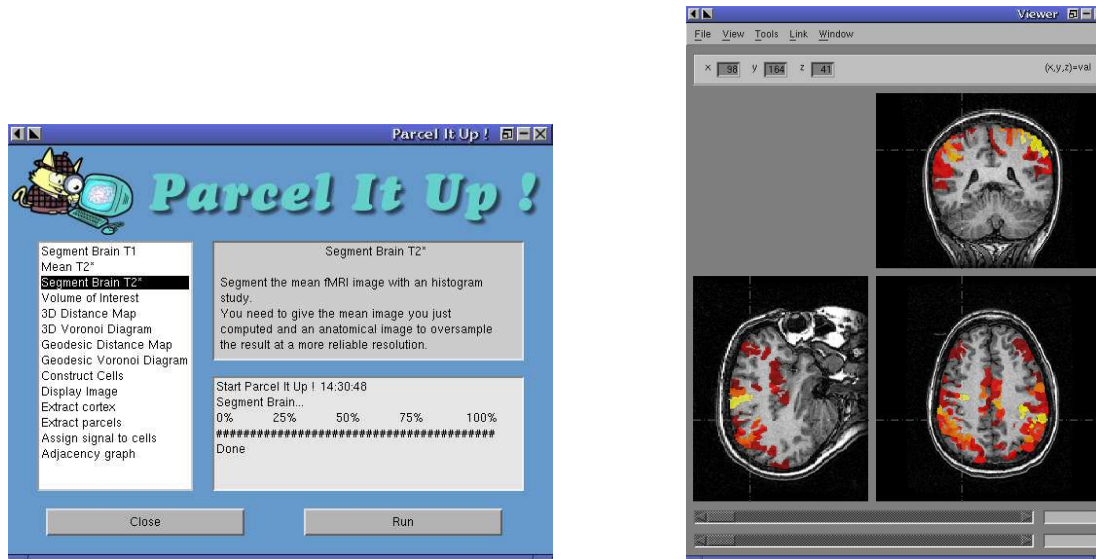 Parcel It Up !
Parcel It Up !
Segment Brain T1
Mean T2*
Segment Brain T2*
Volume of Interest
3D Distance Map
3D Voronoi Diagram
Geodesic Distance Map
Geodesic Voronoi Diagram
Construct Cells
Display Image
Extract cortex
Extract parcels
Assign signal to cells
Adjacency graph
Segment Brain T2*
Segment the mean fMRI image with an histogram
study.
You need to give the mean image you just
computed and an anatomical image to oversample
the result at a more reliable resolution.
Start Parcel It Up ! 14:30:48
Segment Brain...
0% 25% 50% 75% 100%
#########################################
Done
Close Run
Viewer
File View Tools Link Window
x 98 y 164 z 41 (x,y,z)=val